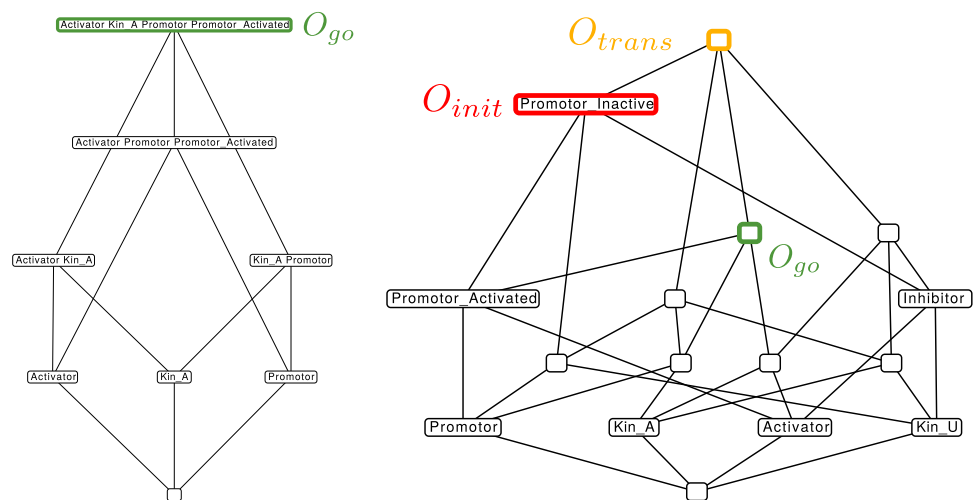 Activator Kin_A Promotor Promotor_Activated
O_go
Activator Promotor Promotor_Activated
Activator Kin_A
Kin_A Promotor
Activator
Kin_A
Promotor
O_trans
O_init
Promotor_Inactive
O_go
Promotor_Activated
Inhibitor
Promotor
Kin_A
Activator
Kin_U